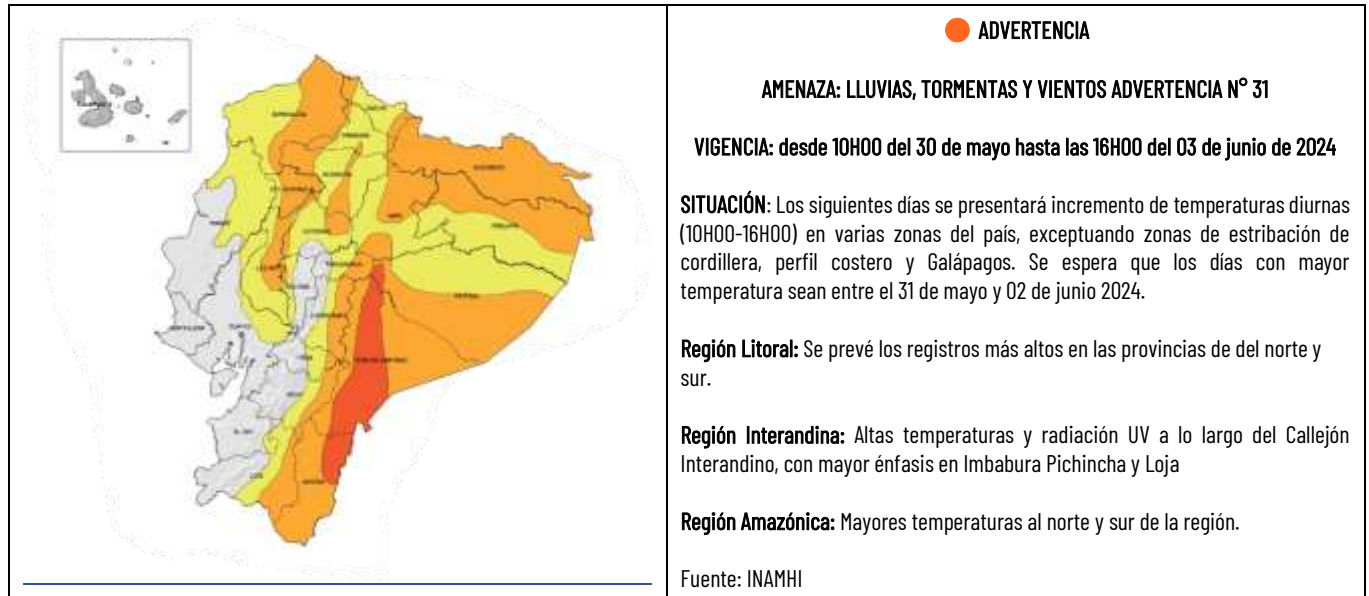 ADVERTENCIA
AMENAZA: LLUVIAS, TORMENTAS Y VIENTOS ADVERTENCIA N° 31
VIGENCIA: desde 10H00 del 30 de mayo hasta las 16H00 del 03 de junio de 2024
SITUACIÓN: Los siguientes días se presentará incremento de temperaturas diurnas
(10H00-16H00) en varias zonas del país, exceptuando zonas de estribación de
cordillera, perfil costero y Galápagos. Se espera que los días con mayor
temperatura sean entre el 31 de mayo y 02 de junio 2024.
Región Litoral: Se prevé los registros más altos en las provincias de del norte y
sur.
Región Interandina: Altas temperaturas y radiación UV a lo largo del Callejón
Interandino, con mayor énfasis en Imbabura Pichincha y Loja
Región Amazónica: Mayores temperaturas al norte y sur de la región.
Fuente: INAMHI